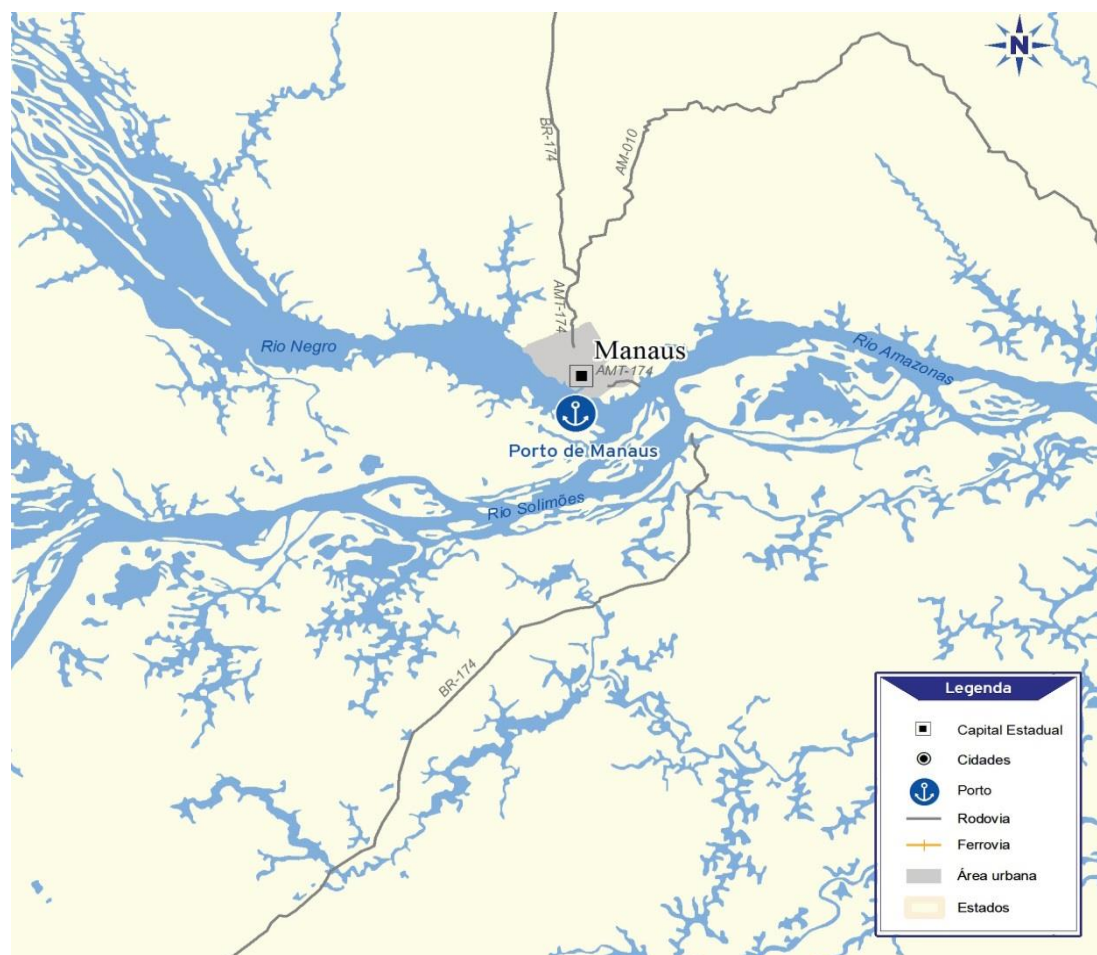 N
BR-174
AM-010
AMT-174
Rio Negro
Manaus
AMT-174
Rio Amazonas
Porto de Manaus
Rio Solimões
BR-174
Legenda
Capital Estadual
Cidades
Porto
Rodovia
Ferrovia
Área urbana
Estados